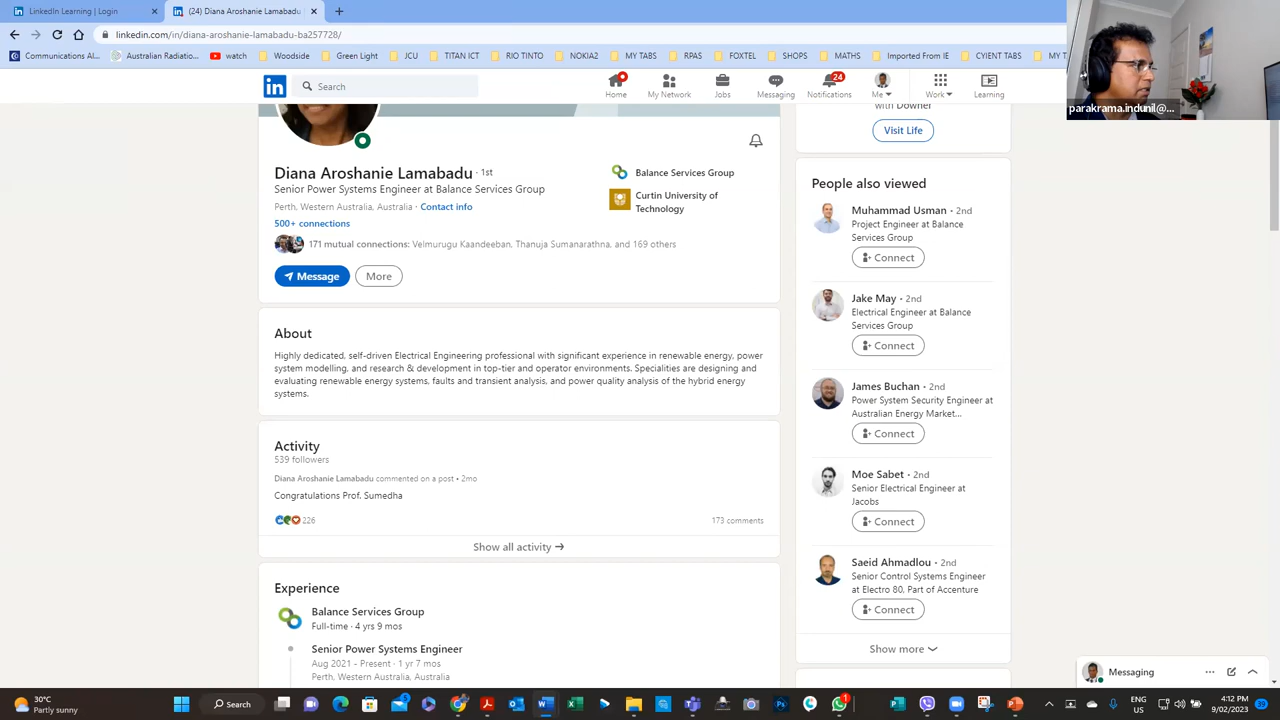 LinkedIn Learning | Login
(24) Diana Aroshanie Lamabadu
linkedin.com/in/diana-aroshanie-lamabadu-ba257728/
Communications Al...
Australian Radiation...
watch
Woodside
Green Light
JCU
TITAN ICT
RIO TINTO
NOKIA2
MY TABS
RPAS
FOXTEL
SHOPS
MATHS
Imported From IE
CYIENT TABS
MY T
parakrama.indunil@...
in
Search
Home
My Network
Jobs
Messaging
24
Notifications
Me
Work
Learning
with Downer
Visit Life
Diana Aroshanie Lamabadu · 1st
Senior Power Systems Engineer at Balance Services Group
Perth, Western Australia, Australia · Contact info
500+ connections
171 mutual connections: Velmurugu Kaandeeban, Thanuja Sumanarathna, and 169 others
Message
More
Balance Services Group
Curtin University of
Technology
About
Highly dedicated, self-driven Electrical Engineering professional with significant experience in renewable energy, power
system modelling, and research & development in top-tier and operator environments. Specialities are designing and
evaluating renewable energy systems, faults and transient analysis, and power quality analysis of the hybrid energy
systems.
Activity
539 followers
Diana Aroshanie Lamabadu commented on a post • 2mo
Congratulations Prof. Sumedha
226
173 comments
Show all activity →
Experience
Balance Services Group
Full-time · 4 yrs 9 mos
Senior Power Systems Engineer
Aug 2021 - Present · 1 yr 7 mos
Perth, Western Australia, Australia
People also viewed
Muhammad Usman • 2nd
Project Engineer at Balance
Services Group
Connect
Jake May • 2nd
Electrical Engineer at Balance
Services Group
Connect
James Buchan • 2nd
Power System Security Engineer at
Australian Energy Market...
Connect
Moe Sabet • 2nd
Senior Electrical Engineer at
Jacobs
Connect
Saeid Ahmadlou • 2nd
Senior Control Systems Engineer
at Electro 80, Part of Accenture
Connect
Show more
Messaging
30°C
Partly sunny
Search
ENG
US
4:12 PM
9/02/2023